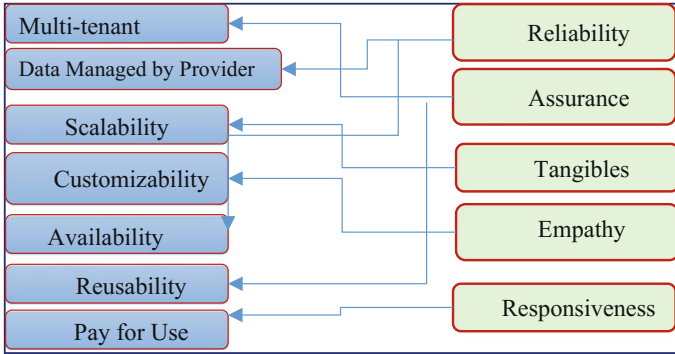 Multi-tenant
Data Managed by Provider
Scalability
Customizability
Availability
Reusability
Pay for Use
Reliability
Assurance
Tangibles
Empathy
Responsiveness